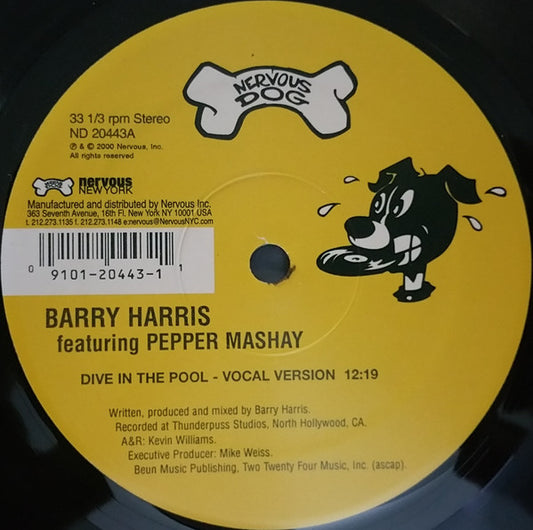 NERVOUS
DOG
33 1/3 rpm Stereo
ND 20443A
℗ & © 2000 Nervous, Inc.
All rights reserved
nervous
NEW YORK
Manufactured and distributed by Nervous Inc.
363 Seventh Avenue, 16th Fl. New York NY 10001 USA
t. 212.273.1135 f. 212.273.1148 e:nervous@NervousNYC.com
0 9101-20443-1 1
BARRY HARRIS
featuring PEPPER MASHAY
DIVE IN THE POOL - VOCAL VERSION 12:19
Written, produced and mixed by Barry Harris.
Recorded at Thunderpuss Studios, North Hollywood, CA.
A&R: Kevin Williams.
Executive Producer: Mike Weiss.
Beun Music Publishing, Two Twenty Four Music, Inc. (ascap).